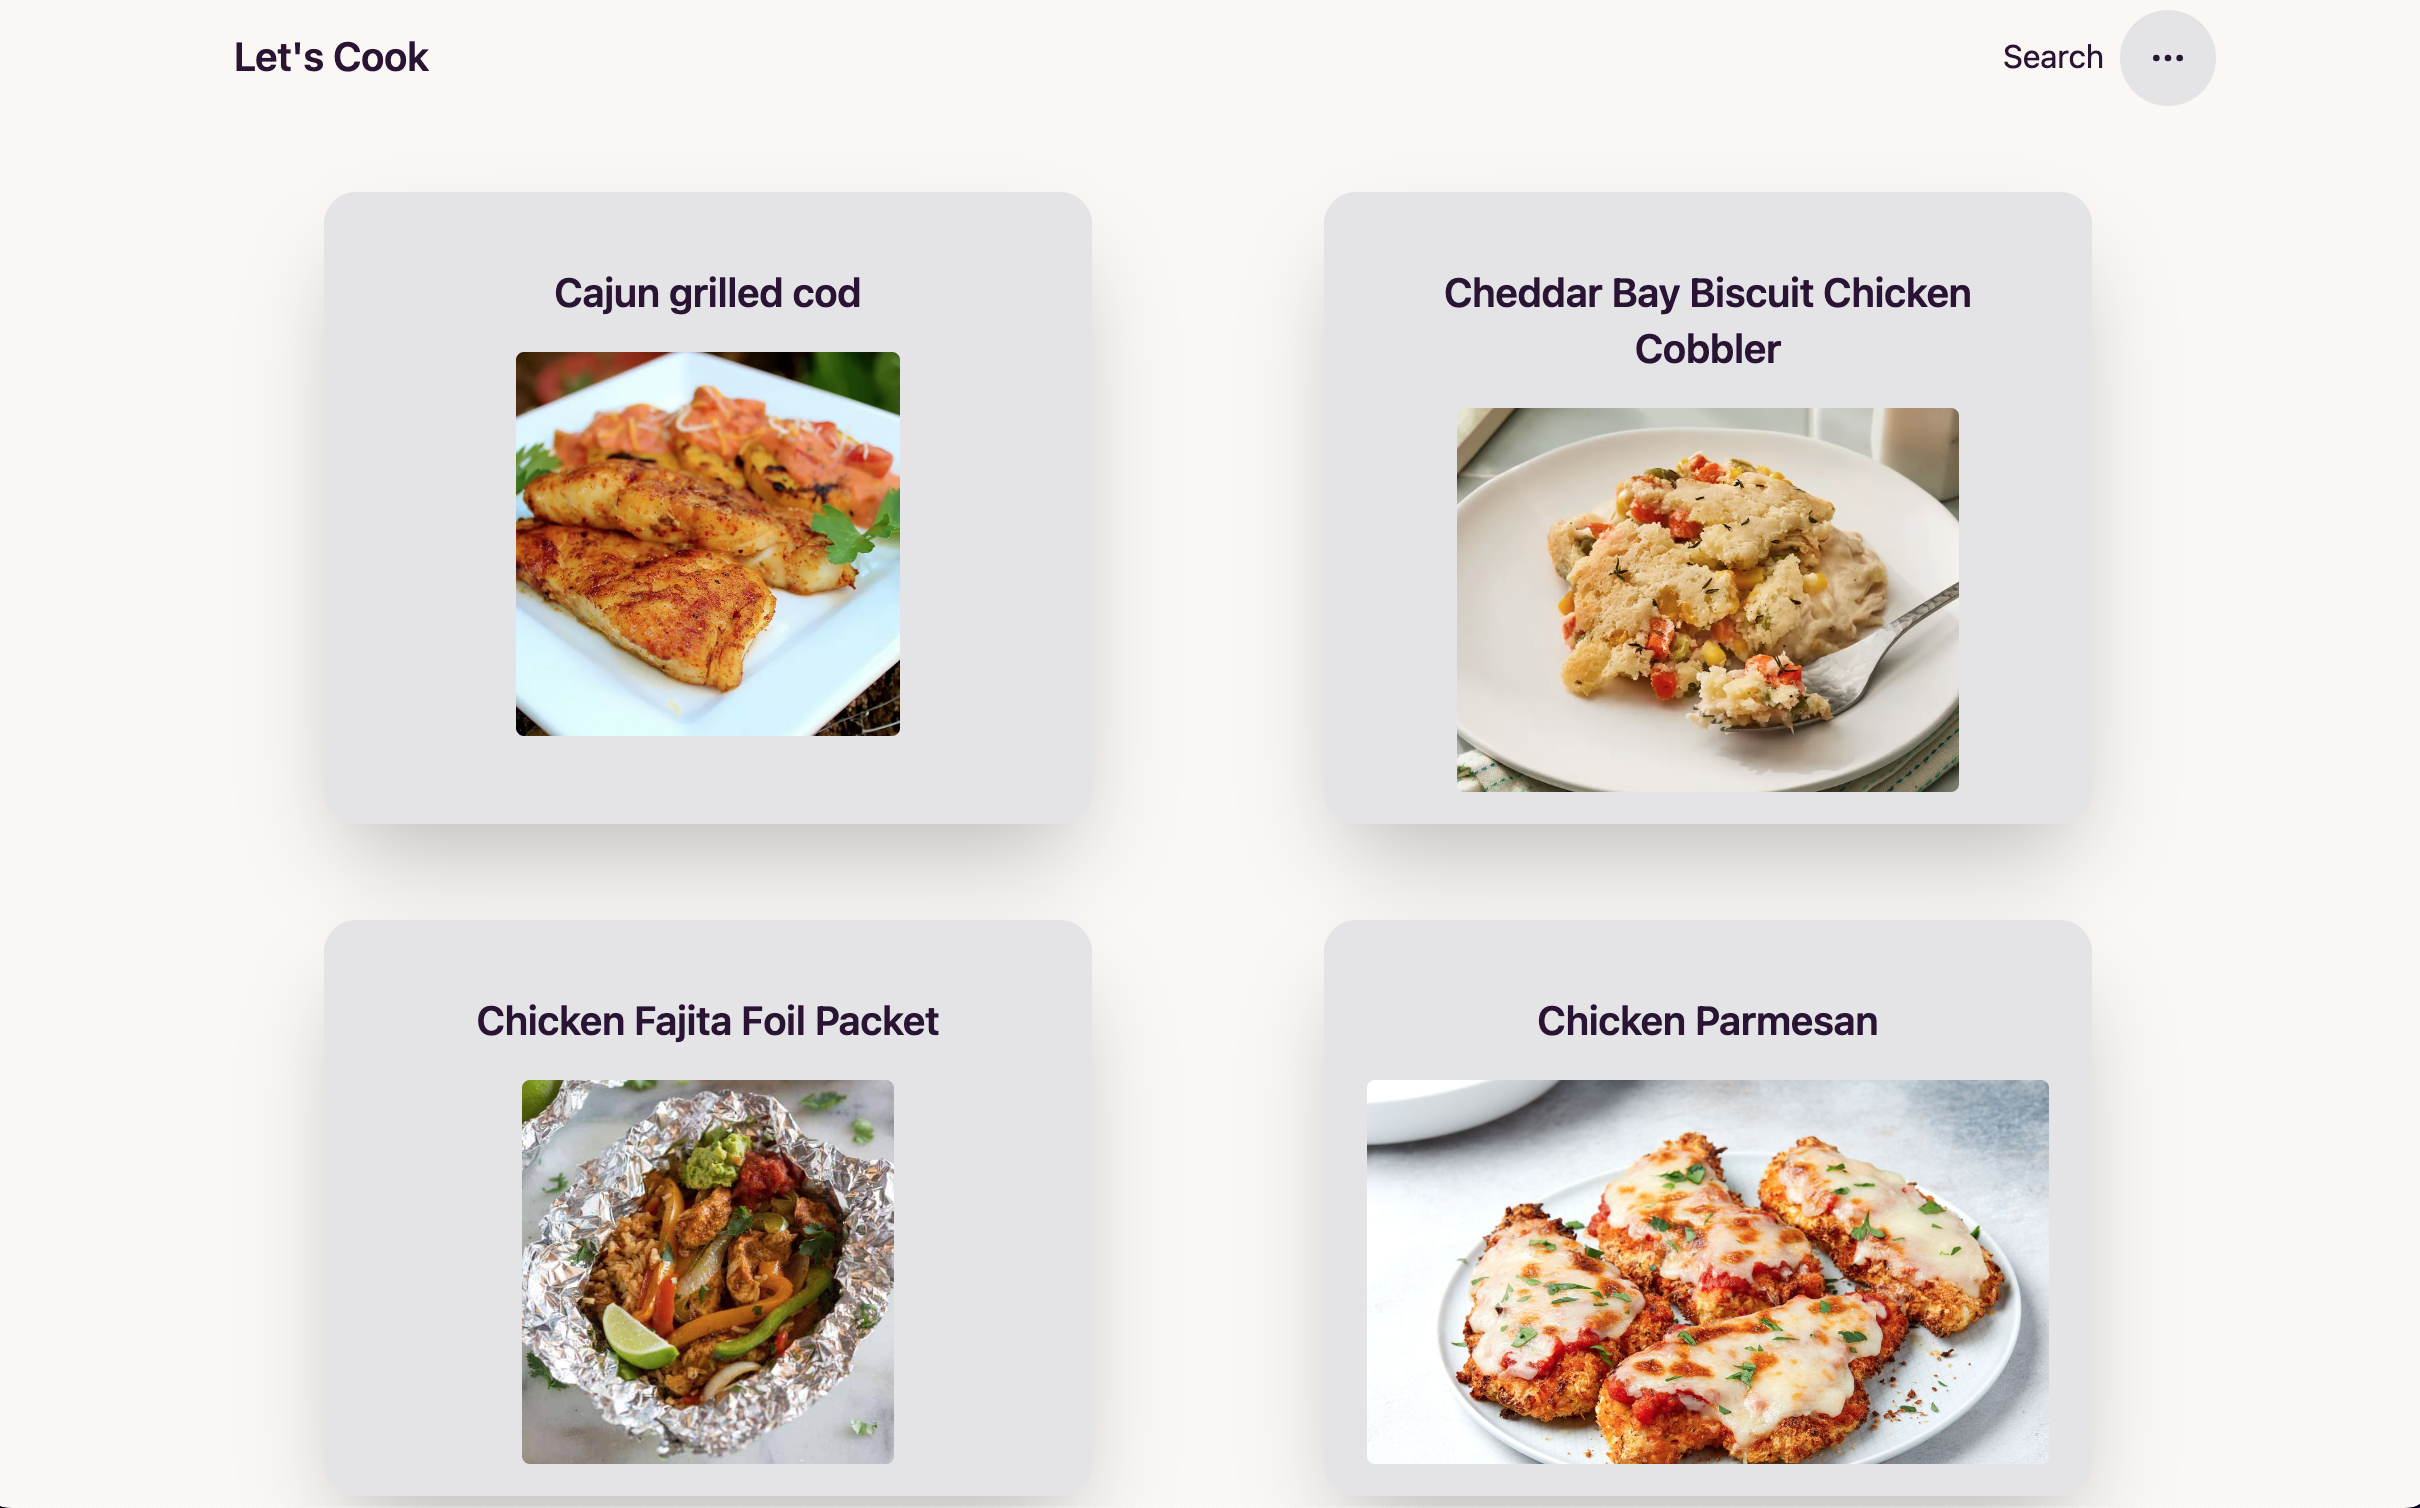 Let's Cook
Search
Cajun grilled cod
Cheddar Bay Biscuit Chicken
Cobbler
Chicken Fajita Foil Packet
Chicken Parmesan